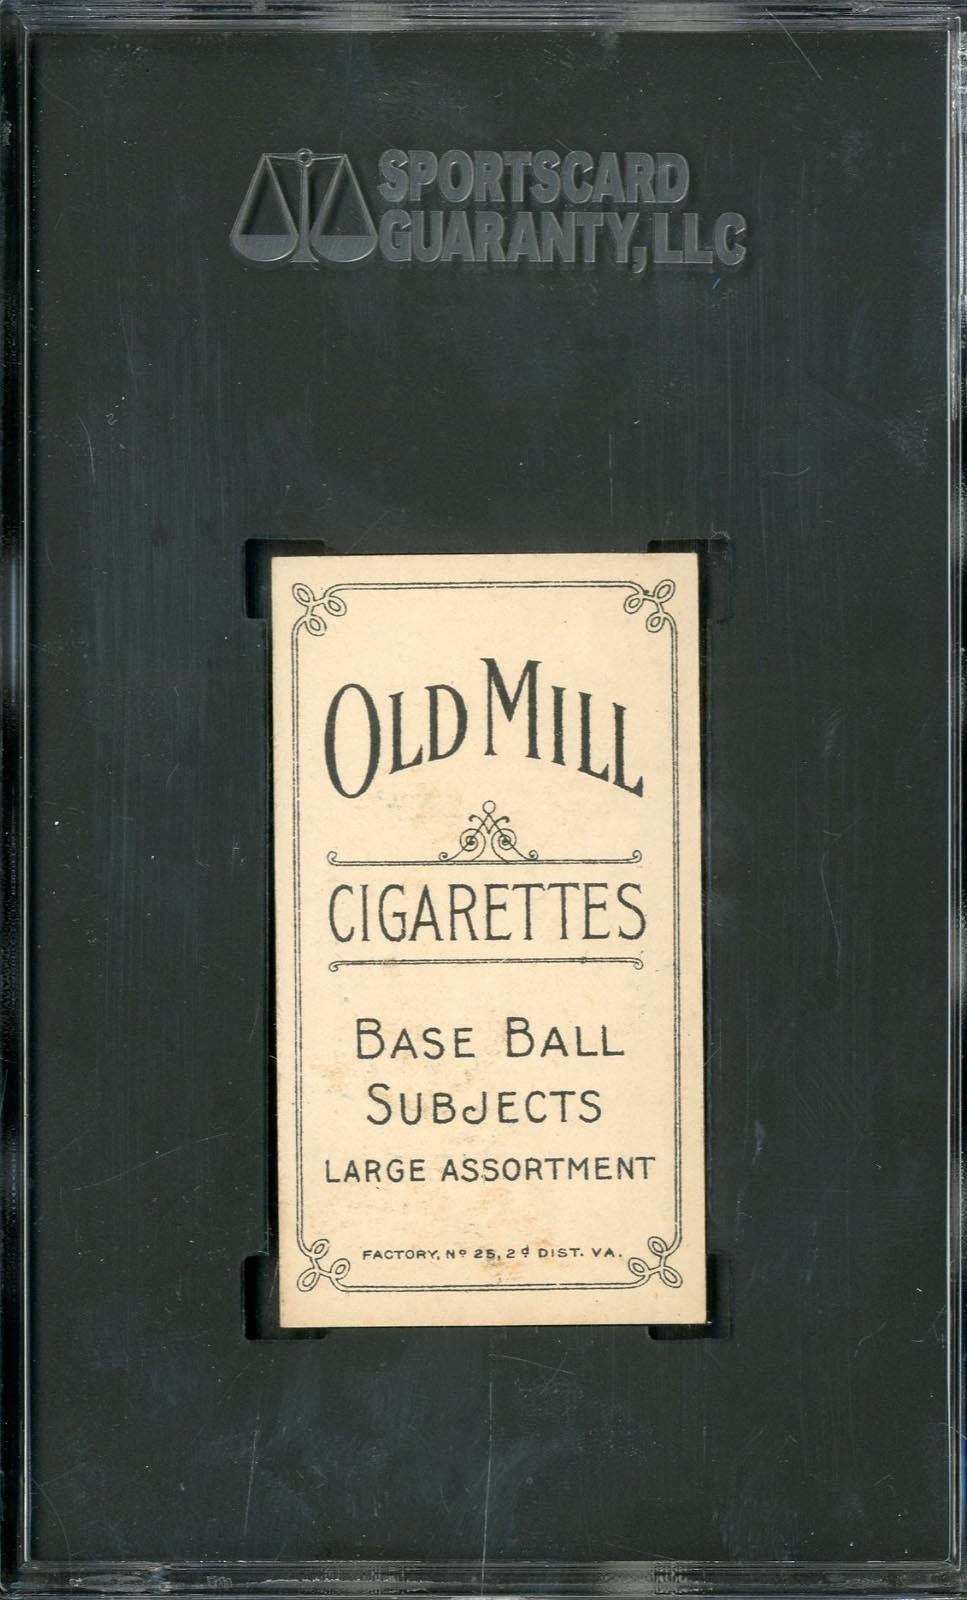 SPORTSCARD
GUARANTY, LLC
OLD MILL
CIGARETTES
BASE BALL
SUBJECTS
LARGE ASSORTMENT
FACTORY, Nº 25, 2d DIST. VA.